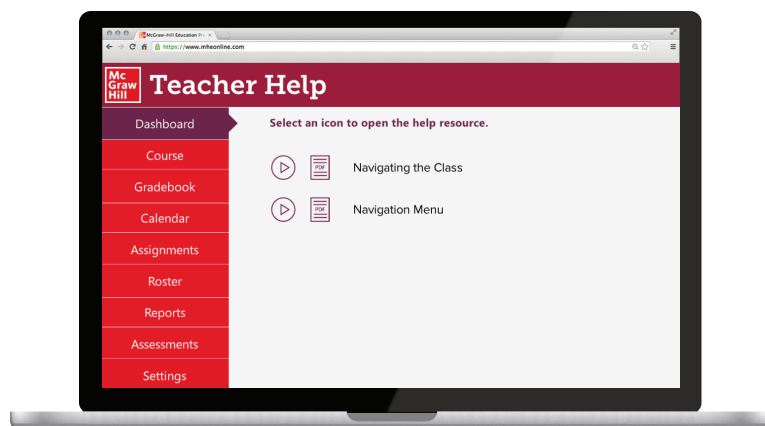 McGraw-Hill Education Pr
https://www.mheonline.com
Mc
Graw
Hill
Teacher Help
Dashboard
Select an icon to open the help resource.
Course
PDF
Navigating the Class
Gradebook
PDF
Navigation Menu
Calendar
Assignments
Roster
Reports
Assessments
Settings